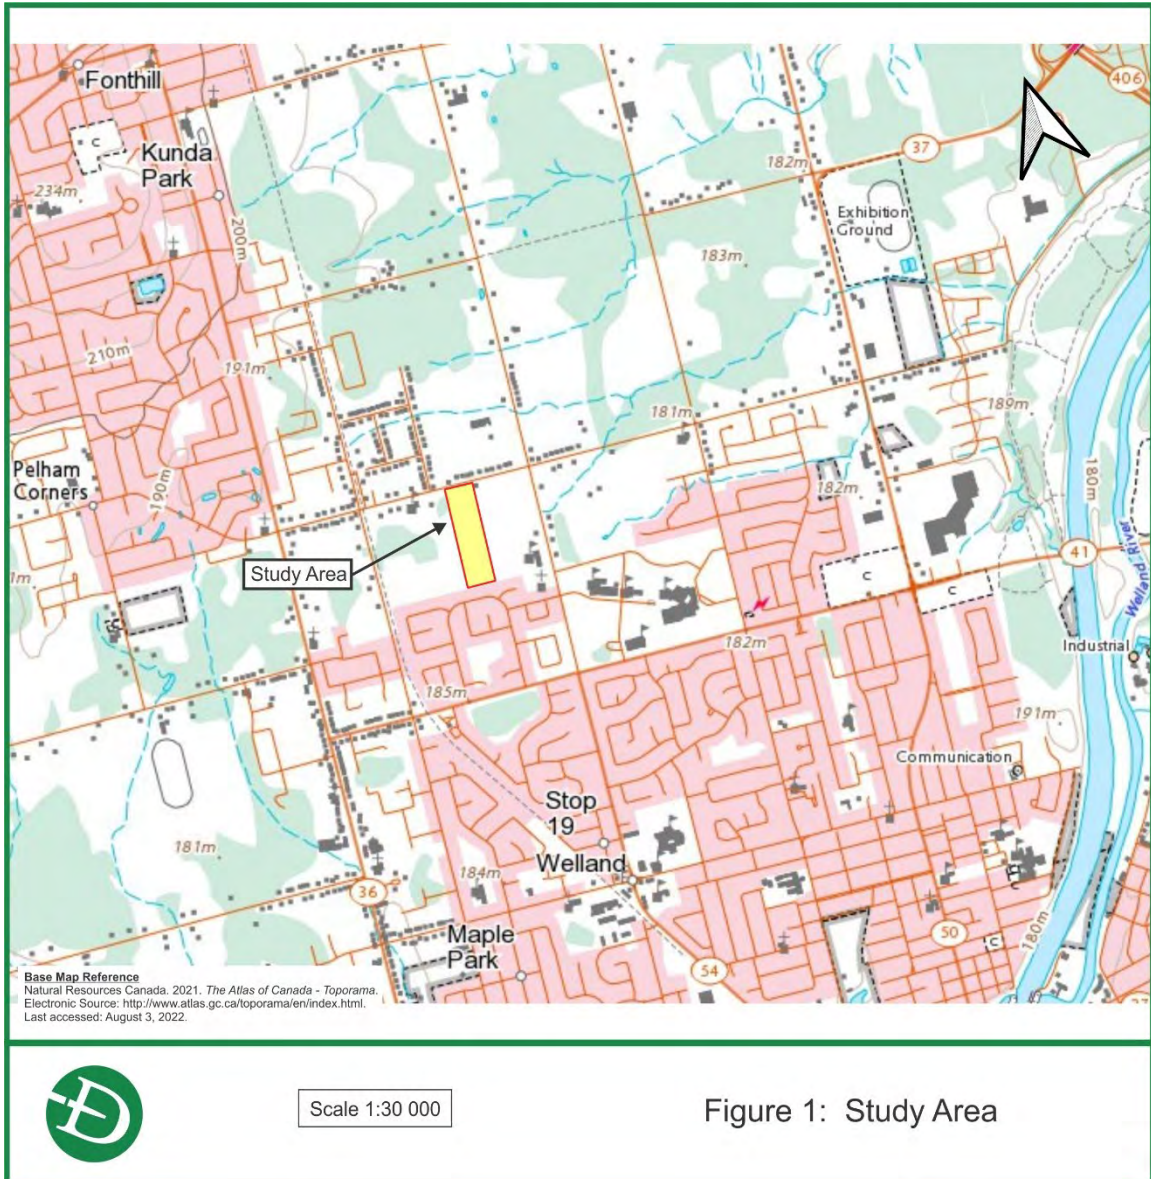 Fonthill
406
C
Kunda
Park
37
182m
234m
Exhibition
Ground
200m
183m
210m
191m
181m
189m
Pelham
Corners
190m
182m
180m
Study Area
41
Welland River
1m
C
C
182m
Industrial
185m
191m
Communication
Stop
19
181m
Welland
184m
36
50
C
Maple
Park
180m
54
Base Map Reference
Natural Resources Canada. 2021. The Atlas of Canada - Toporama.
Electronic Source: http://www.atlas.gc.ca/toporama/en/index.html.
Last accessed: August 3, 2022.
Scale 1:30 000
Figure 1: Study Area